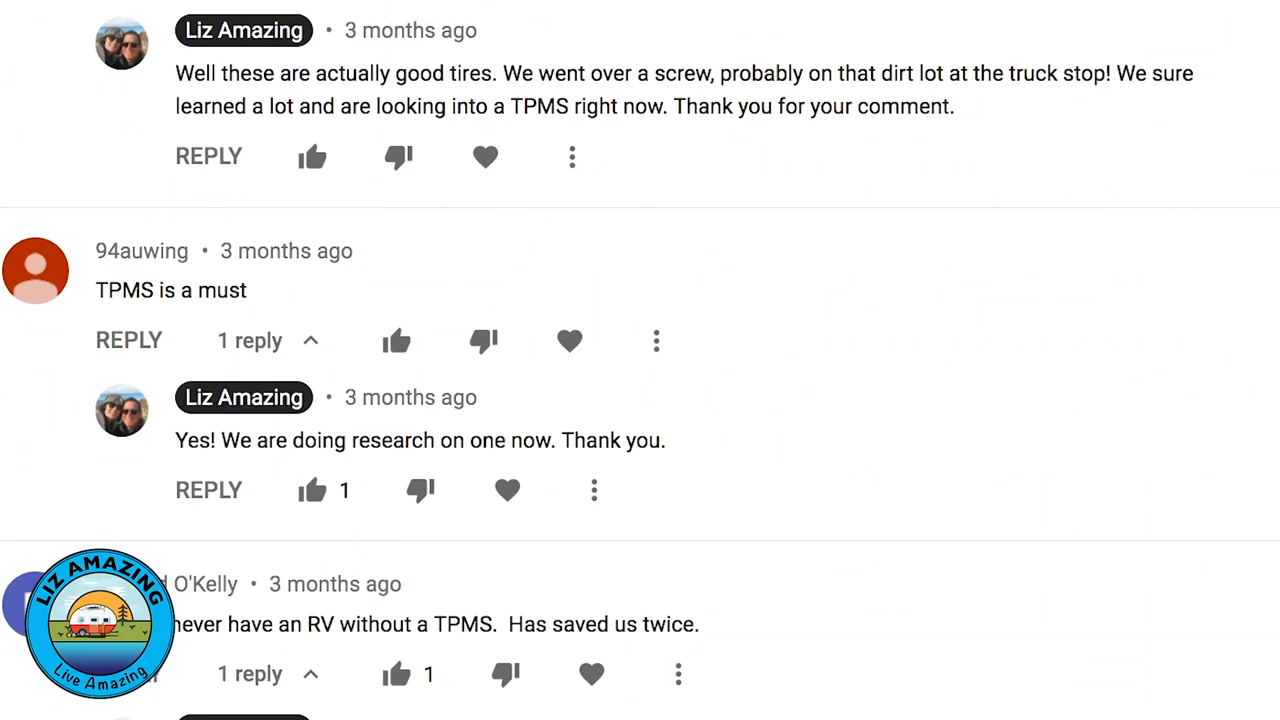 Liz Amazing • 3 months ago
Well these are actually good tires. We went over a screw, probably on that dirt lot at the truck stop! We sure
learned a lot and are looking into a TPMS right now. Thank you for your comment.
REPLY
94auwing • 3 months ago
TPMS is a must
REPLY 1 reply
Liz Amazing • 3 months ago
Yes! We are doing research on one now. Thank you.
REPLY 1
O'Kelly • 3 months ago
never have an RV without a TPMS. Has saved us twice.
1 reply 1
LIZ AMAZING
Live Amazing